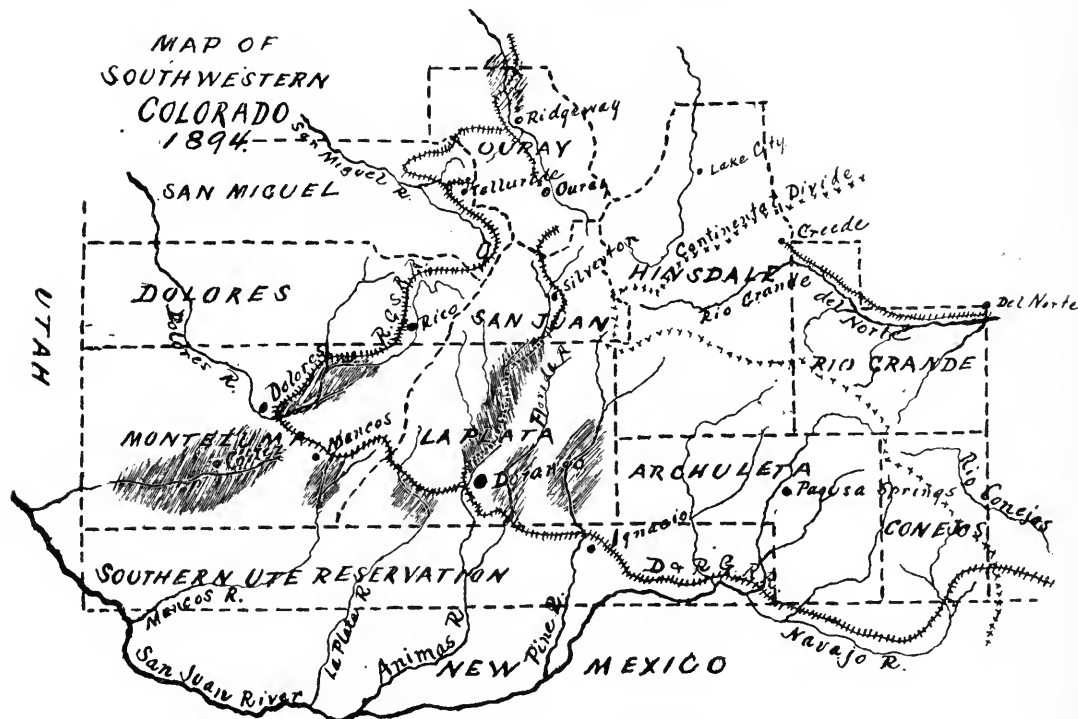 MAP OF
SOUTHWESTERN
COLORADO
1894.
San Miguel R.
SAN MIGUEL
Ridgeway
OURAY
Telluride
Ouray
Lake City.
Continental Divide
Creede
HINSDALE
Rio Grande
del Norte
Del Norte
UTAH
DOLORES
Dolores R.
R.G.S.
Rico
Silverton
SAN JUAN
RIO GRANDE
Dolores
Florida R.
MONTEZUMA
Mancos
Cortez
LA PLATA
Durango
ARCHULETA
Pagosa Springs
Rio Conejas
CONEJOS
Ignacio
SOUTHERN UTE RESERVATION
D & R G R R.
Mancos R.
La Plata R.
Animas R.
Pine R.
Navajo R.
San Juan River
NEW MEXICO